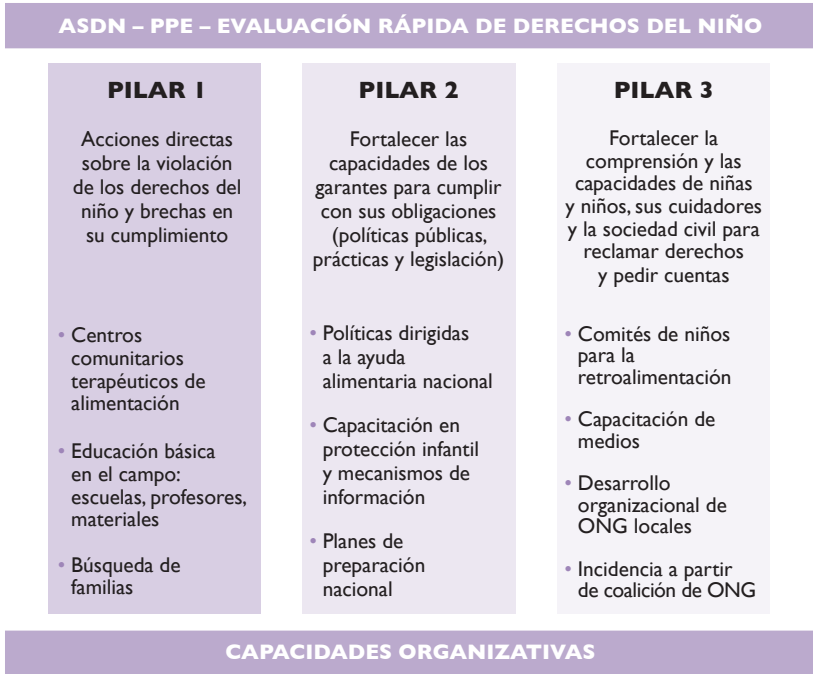 ASDN – PPE – EVALUACIÓN RÁPIDA DE DERECHOS DEL NIÑO
PILAR 1
Acciones directas
sobre la violación
de los derechos del
niño y brechas en
su cumplimiento
• Centros
comunitarios
terapéuticos de
alimentación
• Educación básica
en el campo:
escuelas, profesores,
materiales
• Búsqueda de
familias
PILAR 2
Fortalecer las
capacidades de los
garantes para cumplir
con sus obligaciones
(políticas públicas,
prácticas y legislación)
• Políticas dirigidas
a la ayuda
alimentaria nacional
• Capacitación en
protección infantil
y mecanismos de
información
• Planes de
preparación
nacional
PILAR 3
Fortalecer la
comprensión y las
capacidades de niñas
y niños, sus cuidadores
y la sociedad civil para
reclamar derechos
y pedir cuentas
• Comités de niños
para la
retroalimentación
• Capacitación de
medios
• Desarrollo
organizacional de
ONG locales
• Incidencia a partir
de coalición de ONG
CAPACIDADES ORGANIZATIVAS